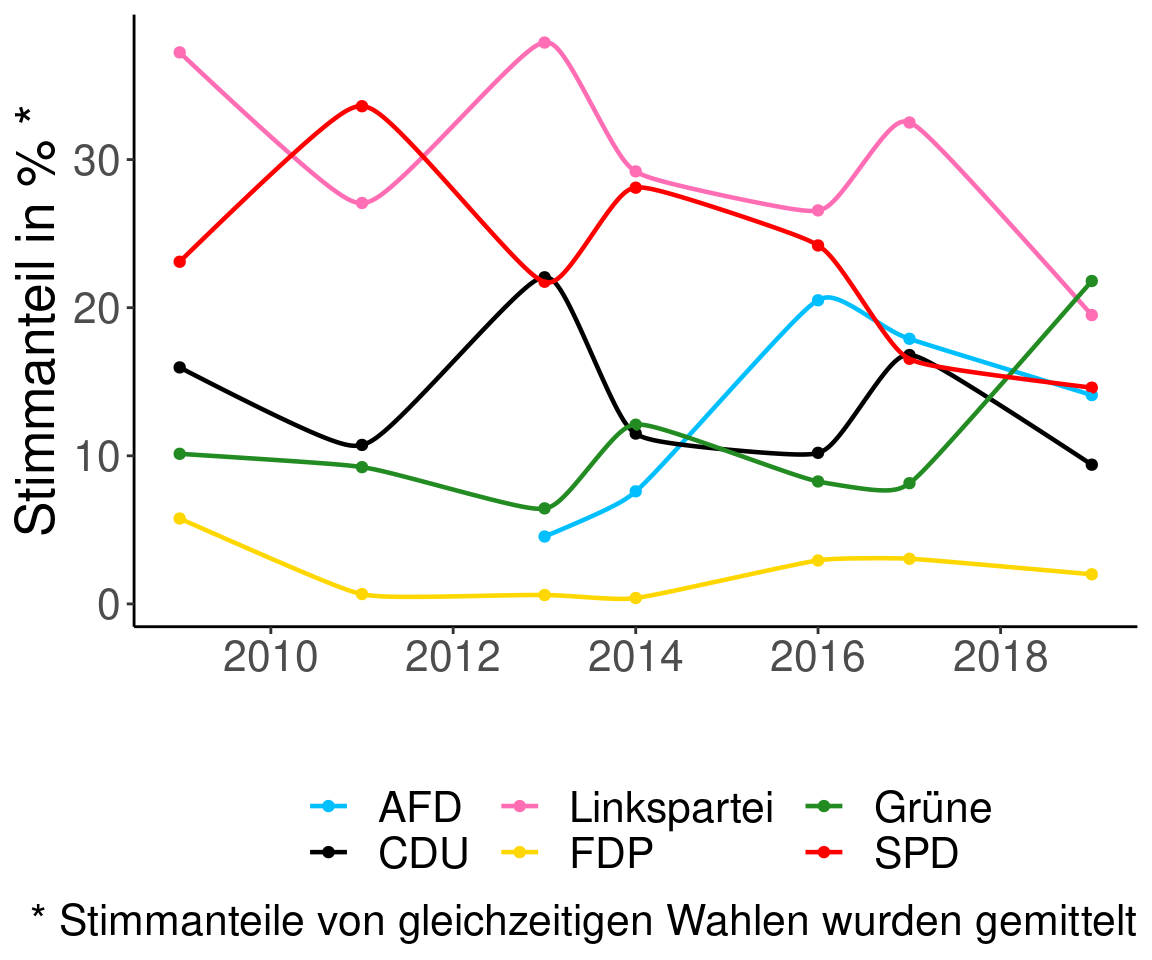 Stimmanteil in % *
30
20
10
0
2010 2012 2014 2016 2018
AFD Linkspartei Grüne
CDU FDP SPD
* Stimmanteile von gleichzeitigen Wahlen wurden gemittelt